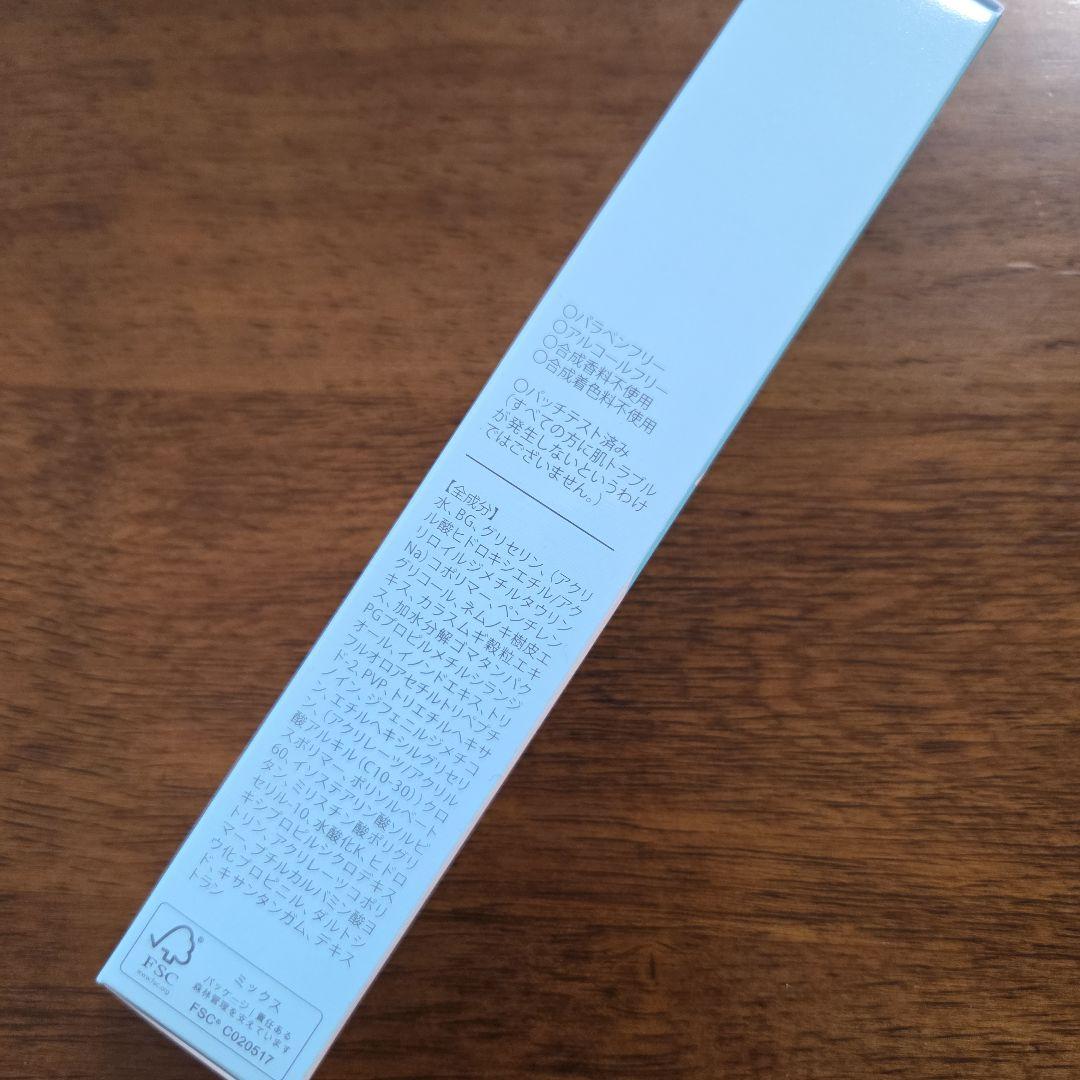 ○パラベンフリー
○アルコールフリー
○合成香料不使用
○合成着色料不使用
○パッチテスト済み
(すべての方に肌トラブル
が発生しないというわけ
ではございません。)
【全成分】
水、BG、グリセリン、(アクリ
ル酸ヒドロキシエチル/アク
リロイルジメチルタウリン
Na)コポリマー、ペンチレン
グリコール、ネムノキ樹皮エ
キス、カラスムギ穀粒エキ
ス、加水分解ゴマタンパク
PGプロピルメチルシランジ
オール、イノンドエキス、トリ
フルオロアセチルトリペプチ
ド-2、PVP、トリエチルヘキサ
ノイン、ジフェニルジメチコ
ン、エチルヘキシルグリセリ
ン、(アクリレーツ/アクリル
酸アルキル(C10-30))クロ
スポリマー、ポリソルベート
60、イソステアリン酸ソルビ
タン、ミリスチン酸ポリグリ
セリル-10、水酸化K、ヒドロ
キシプロピルシクロデキス
トリン、アクリレーツコポリ
マー、ブチルカルバミン酸ヨ
ウ化プロピニル、ダルトシ
ド、キサンタンガム、デキス
トラン
FSC
www.fsc.org
ミックス
パッケージ | 責任ある
森林管理を支えています
FSC® C020517